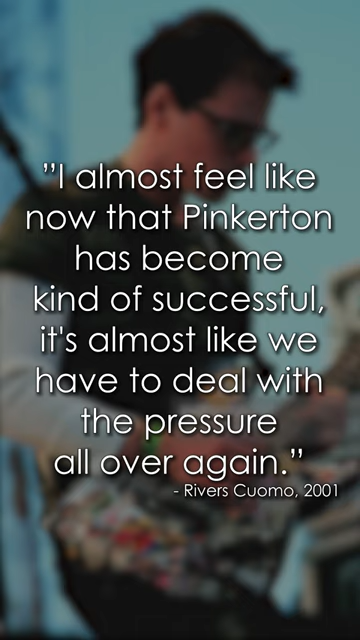 ”I almost feel like
now that Pinkerton
has become
kind of successful,
it's almost like we
have to deal with
the pressure
all over again.”
- Rivers Cuomo, 2001